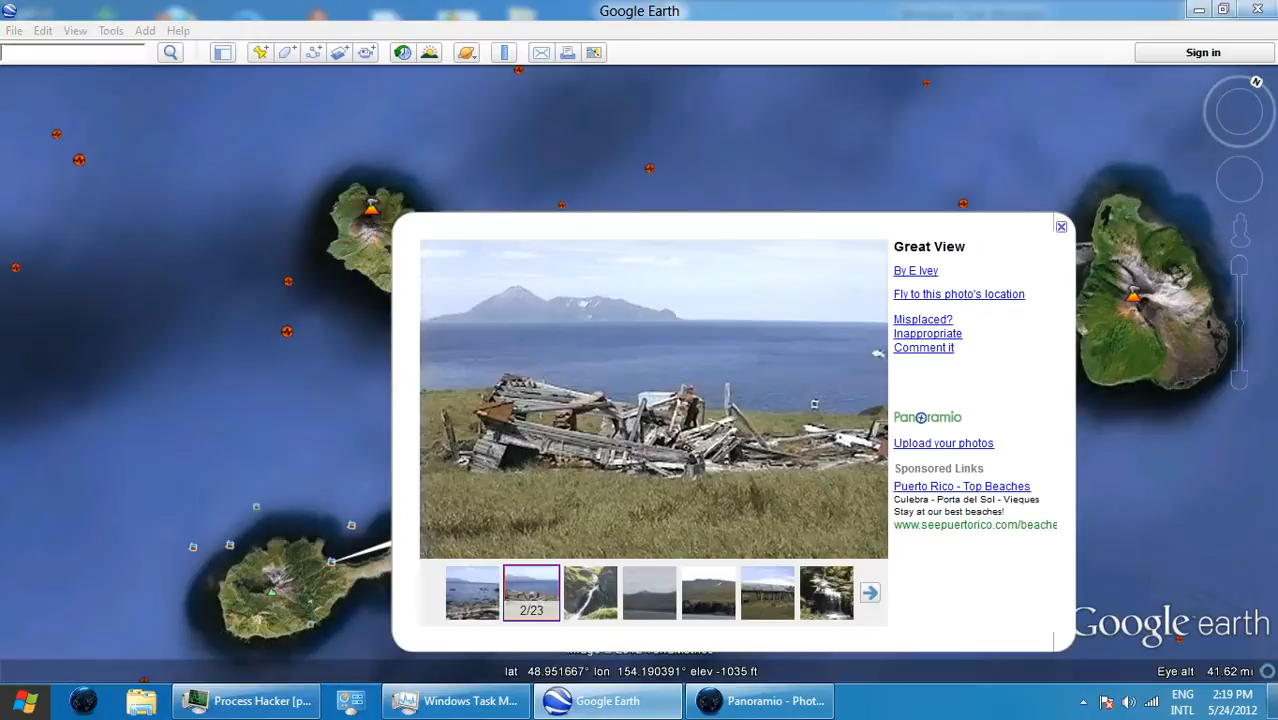 Google Earth
File Edit View Tools Add Help
Sign in
N
Great View
By E Ivey
Fly to this photo's location
Misplaced?
Inappropriate
Comment it
Panoramio
Upload your photos
Sponsored Links
Puerto Rico - Top Beaches
Culebra - Porta del Sol - Vieques
Stay at our best beaches!
www.seepuertorico.com/beache
2/23
Google earth
lat 48.951667° lon 154.190391° elev -1035 ft
Eye alt 41.62 mi
Process Hacker [p...
Windows Task M...
Google Earth
Panoramio - Phot...
ENG
INTL
2:19 PM
5/24/2012